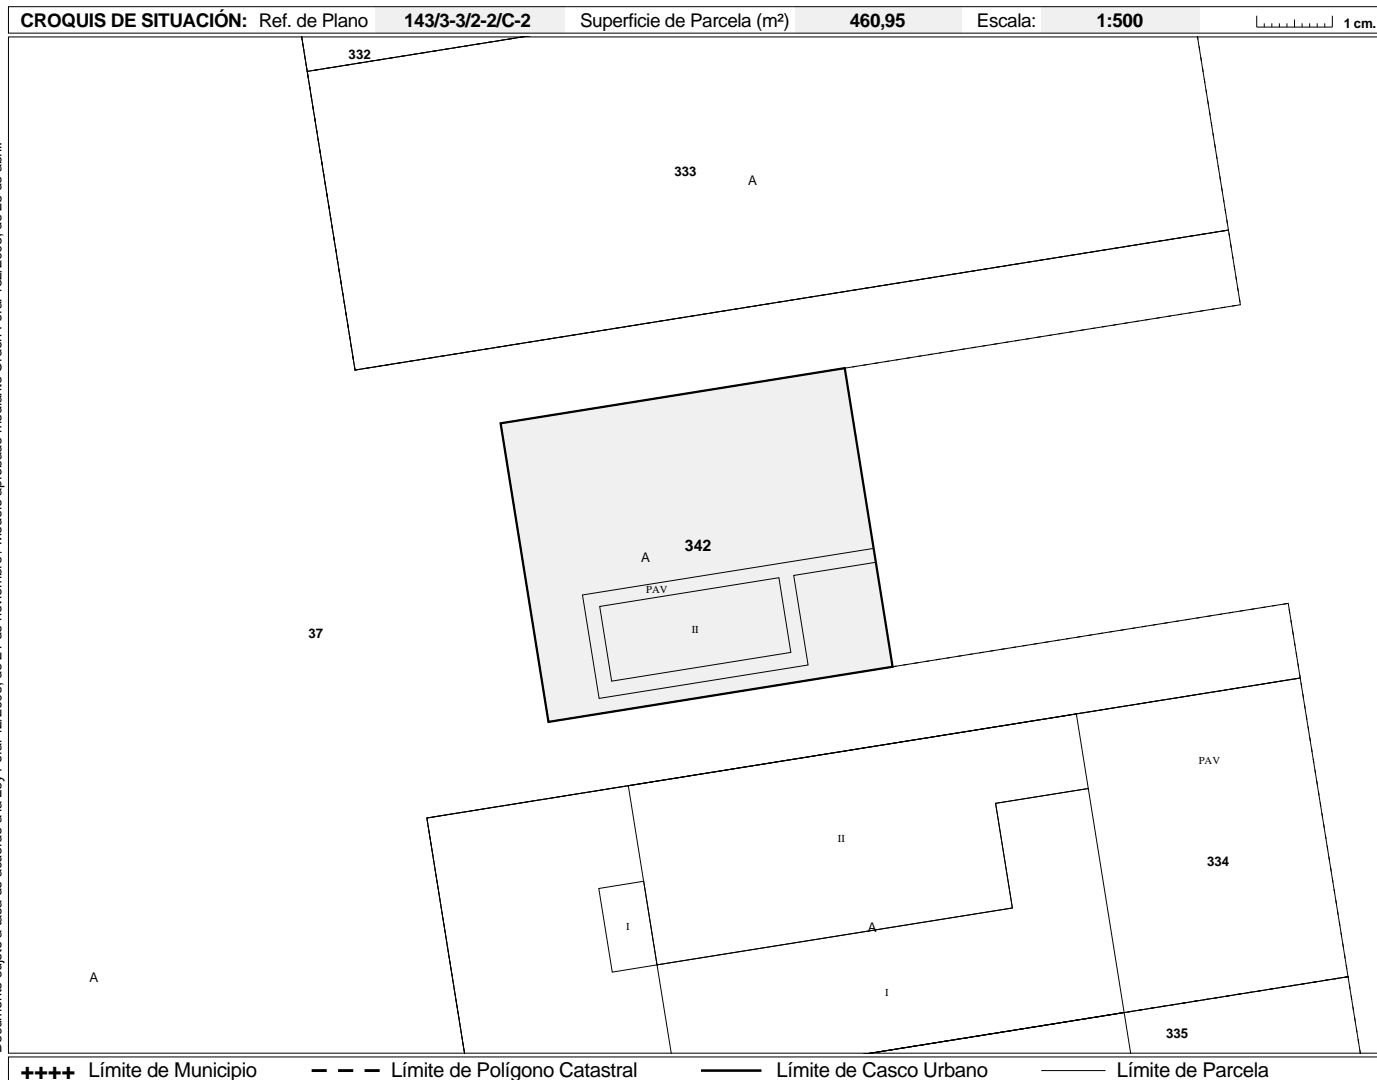 CROQUIS DE SITUACIÓN: Ref. de Plano 143/3-3/2-2/C-2 Superficie de Parcela (m²) 460,95 Escala: 1:500 1 cm.
332
333
A
342
A
PAV
II
37
PAV
II
334
I
A
A
I
335
++++ Límite de Municipio Límite de Polígono Catastral Límite de Casco Urbano Límite de Parcela